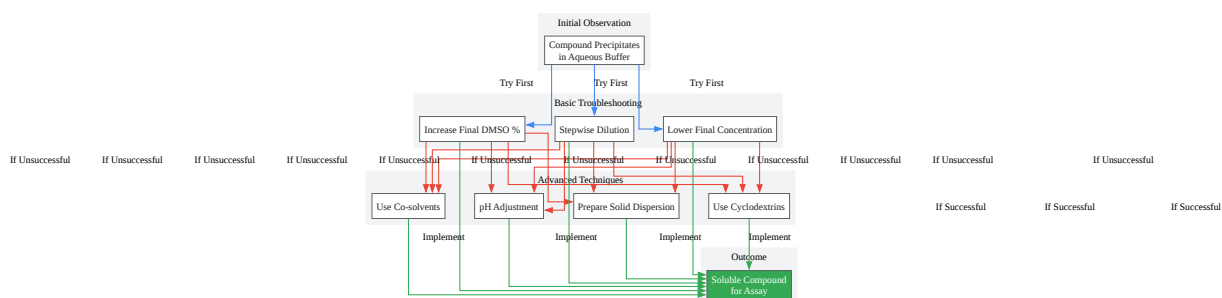 Initial Observation
Compound Precipitates
in Aqueous Buffer
Try First
Try First
Try First
Basic Troubleshooting
Increase Final DMSO %
Stepwise Dilution
Lower Final Concentration
If Unsuccessful
If Unsuccessful
If Unsuccessful
If Unsuccessful
If Unsuccessful
If Unsuccessful
If Unsuccessful
If Unsuccessful
If Unsuccessful
If Unsuccessful
If Unsuccessful
If Unsuccessful
Advanced Techniques
Use Co-solvents
pH Adjustment
Prepare Solid Dispersion
Use Cyclodextrins
If Successful
If Successful
If Successful
Implement
Implement
Implement
Implement
Outcome
Soluble Compound
for Assay